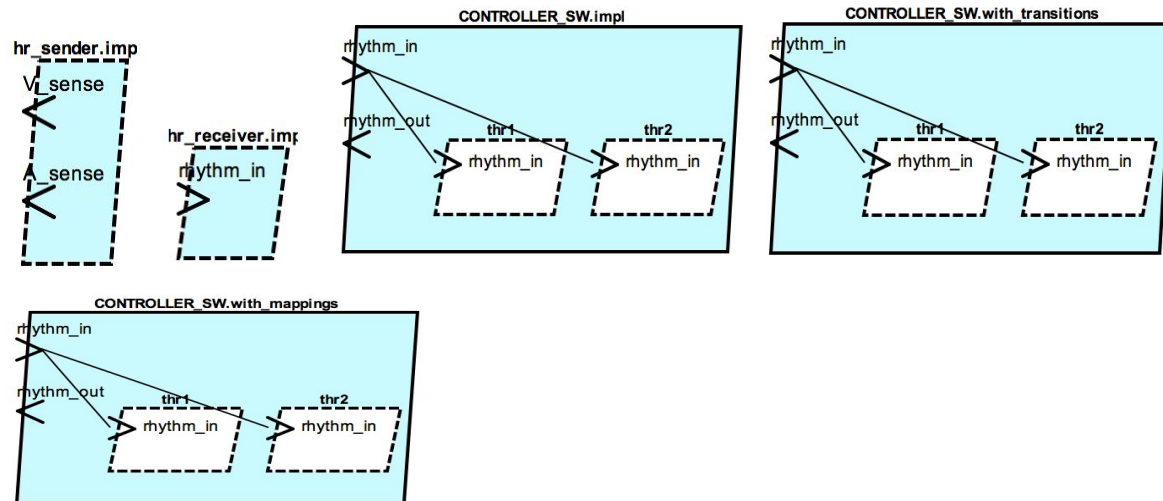 CONTROLLER_SW.impl
CONTROLLER_SW.with_transitions
hr_sender.imp
V_sense
A_sense
hr_receiver.imp
rhythm_in
rhythm_in
rhythm_out
thr1
rhythm_in
thr2
rhythm_in
rhythm_in
rhythm_out
thr1
rhythm_in
thr2
rhythm_in
CONTROLLER_SW.with_mappings
rhythm_in
rhythm_out
thr1
rhythm_in
thr2
rhythm_in